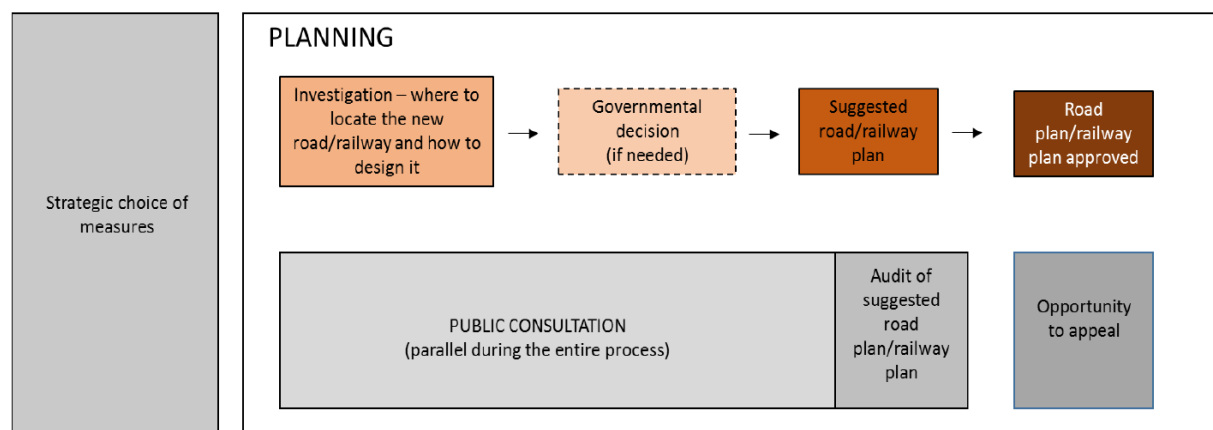 Strategic choice of
measures
PLANNING
Investigation – where to
locate the new
road/railway and how to
design it
Governmental
decision
(if needed)
Suggested
road/railway
plan
Road
plan/railway
plan approved
PUBLIC CONSULTATION
(parallel during the entire process)
Audit of
suggested
road
plan/railway
plan
Opportunity
to appeal